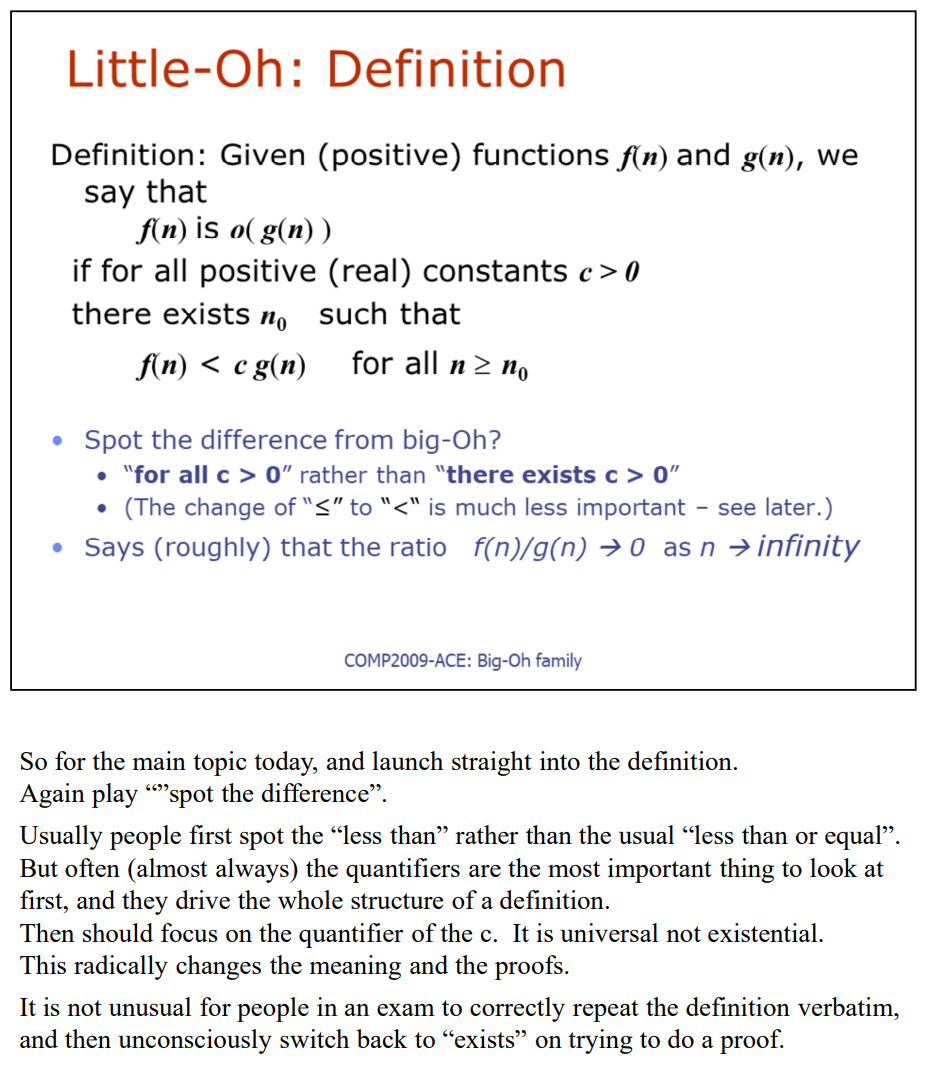 Little-Oh: Definition
Definition: Given (positive) functions f(n) and g(n), we
say that
f(n) is o( g(n) )
if for all positive (real) constants c > 0
there exists n₀ such that
f(n) < c g(n) for all n ≥ n₀
• Spot the difference from big-Oh?
• “for all c > 0” rather than “there exists c > 0”
• (The change of “≤” to “<“ is much less important – see later.)
• Says (roughly) that the ratio f(n)/g(n) → 0 as n → infinity
COMP2009-ACE: Big-Oh family
So for the main topic today, and launch straight into the definition.
Again play “”spot the difference”.
Usually people first spot the “less than” rather than the usual “less than or equal”.
But often (almost always) the quantifiers are the most important thing to look at
first, and they drive the whole structure of a definition.
Then should focus on the quantifier of the c. It is universal not existential.
This radically changes the meaning and the proofs.
It is not unusual for people in an exam to correctly repeat the definition verbatim,
and then unconsciously switch back to “exists” on trying to do a proof.